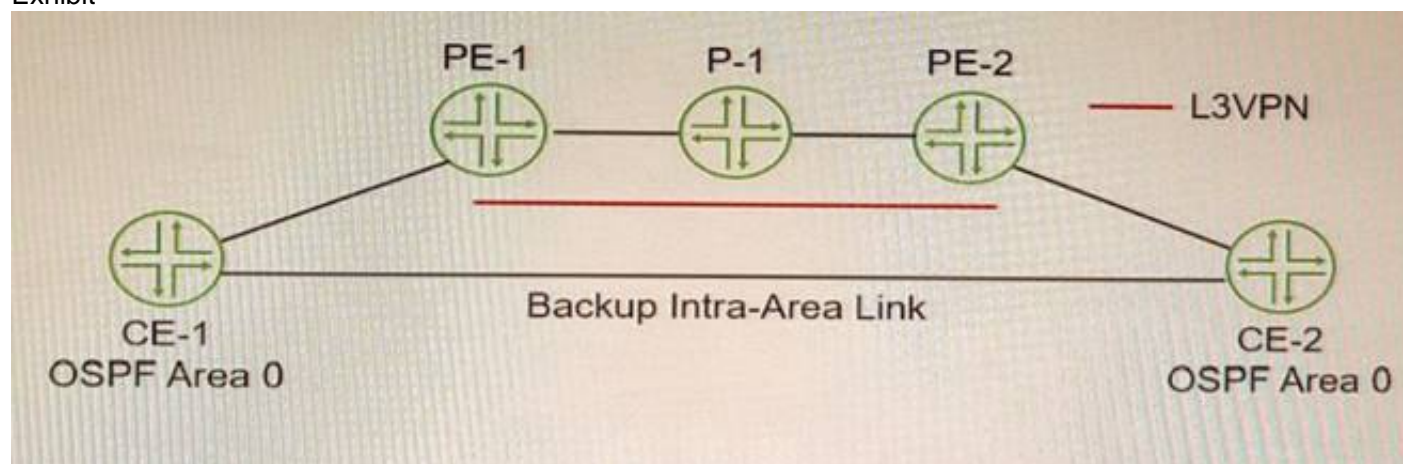 Exhibit
PE-1
P-1
PE-2
L3VPN
Backup Intra-Area Link
CE-1
OSPF Area 0
CE-2
OSPF Area 0